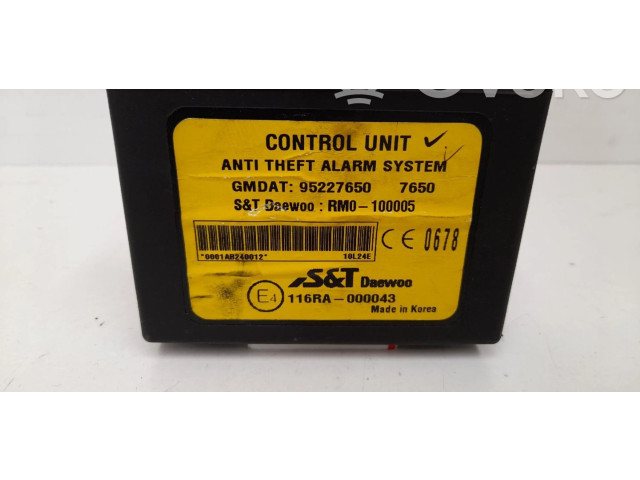 CONTROL UNIT
ANTI THEFT ALARM SYSTEM
GMDAT: 95227650 7650
S&T Daewoo : RM0-100005
"0001AB240012" 10L24E
CE 0678
S&T Daewoo
E4 116RA-000043
Made in Korea